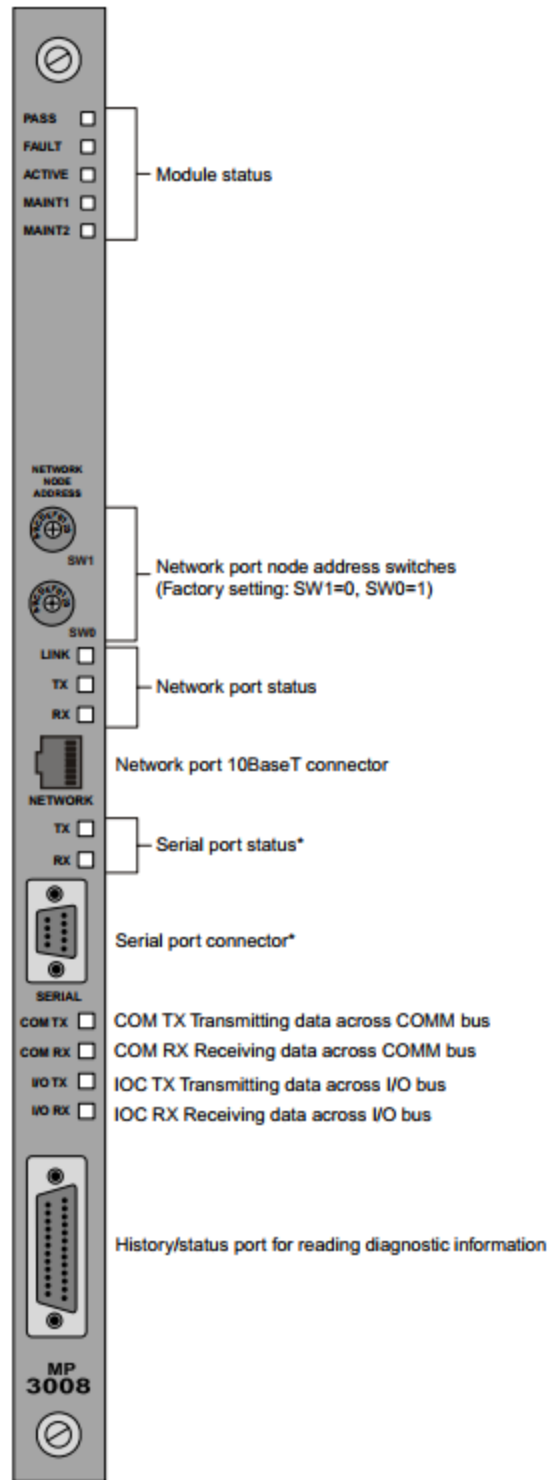 PASS
FAULT
ACTIVE
MAINT1
MAINT2
Module status
NETWORK
NODE
ADDRESS
SW1
SW0
Network port node address switches
(Factory setting: SW1=0, SW0=1)
LINK
TX
RX
Network port status
Network port 10BaseT connector
NETWORK
TX
RX
Serial port status*
Serial port connector*
SERIAL
COM TX COM TX Transmitting data across COMM bus
COM RX COM RX Receiving data across COMM bus
I/O TX IOC TX Transmitting data across I/O bus
I/O RX IOC RX Receiving data across I/O bus
History/status port for reading diagnostic information
MP
3008